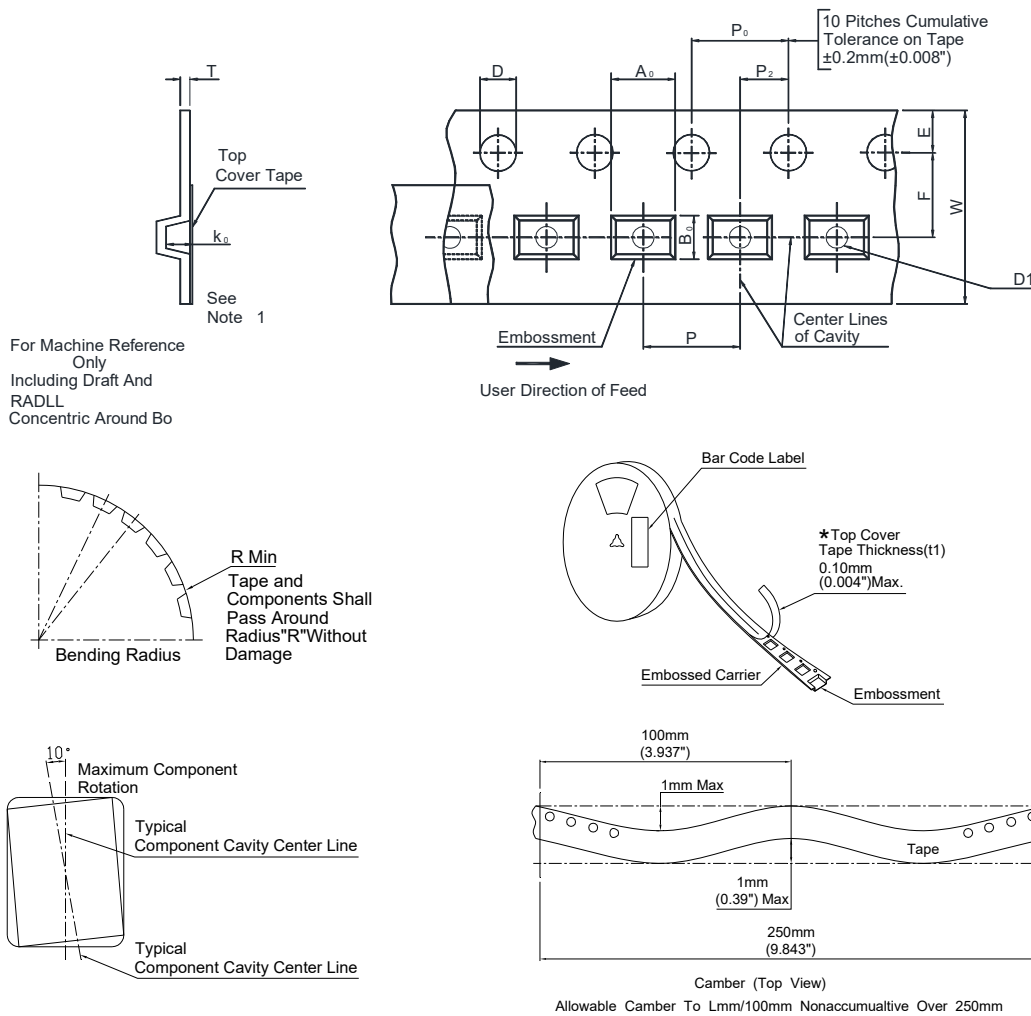 T
Top
Cover Tape
k₀
See
Note 1
For Machine Reference
Only
Including Draft And
RADLL
Concentric Around Bo
P₀
10 Pitches Cumulative
Tolerance on Tape
±0.2mm(±0.008")
D
A₀
P₂
E
F
W
B₀
D1
Embossment
P
Center Lines
of Cavity
User Direction of Feed
R Min
Tape and
Components Shall
Pass Around
Radius"R"Without
Damage
Bending Radius
Bar Code Label
*Top Cover
Tape Thickness(t1)
0.10mm
(0.004")Max.
Embossed Carrier
Embossment
10°
Maximum Component
Rotation
Typical
Component Cavity Center Line
Typical
Component Cavity Center Line
100mm
(3.937")
1mm Max
Tape
1mm
(0.39") Max
250mm
(9.843")
Camber (Top View)
Allowable Camber To Lmm/100mm Nonaccumualtive Over 250mm